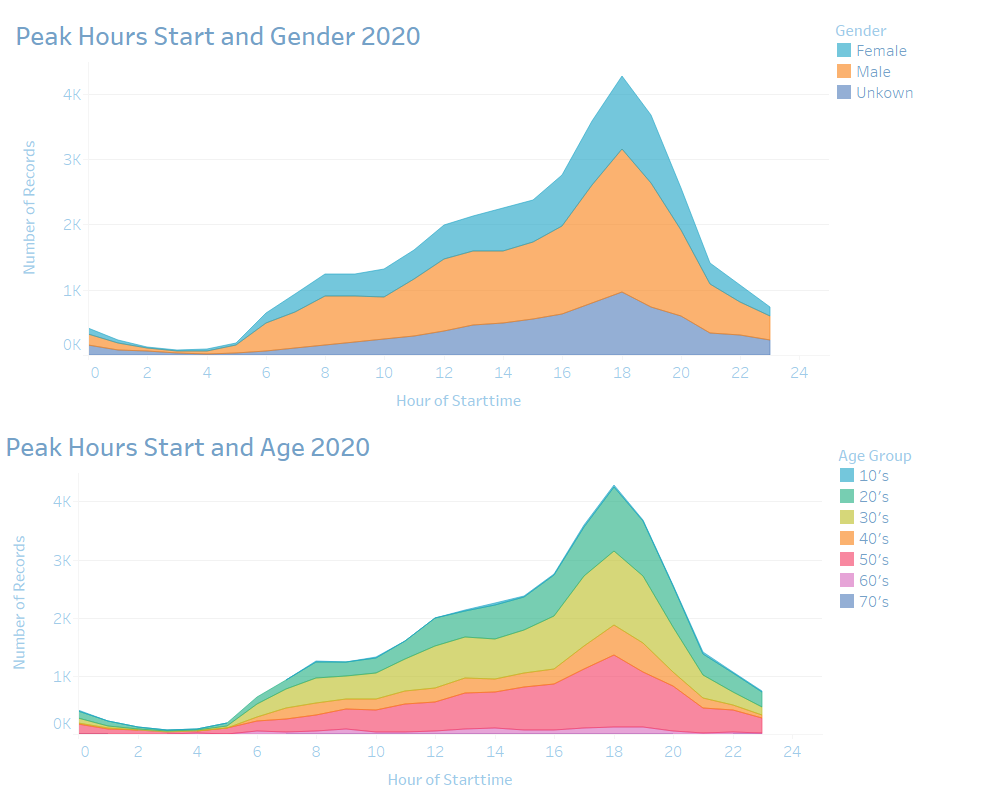 Peak Hours Start and Gender 2020
Gender
Female
Male
Unkown
4K
3K
2K
1K
0K
Number of Records
0 2 4 6 8 10 12 14 16 18 20 22 24
Hour of Starttime
Peak Hours Start and Age 2020
Age Group
10's
20's
30's
40's
50's
60's
70's
4K
3K
2K
1K
0K
Number of Records
0 2 4 6 8 10 12 14 16 18 20 22 24
Hour of Starttime